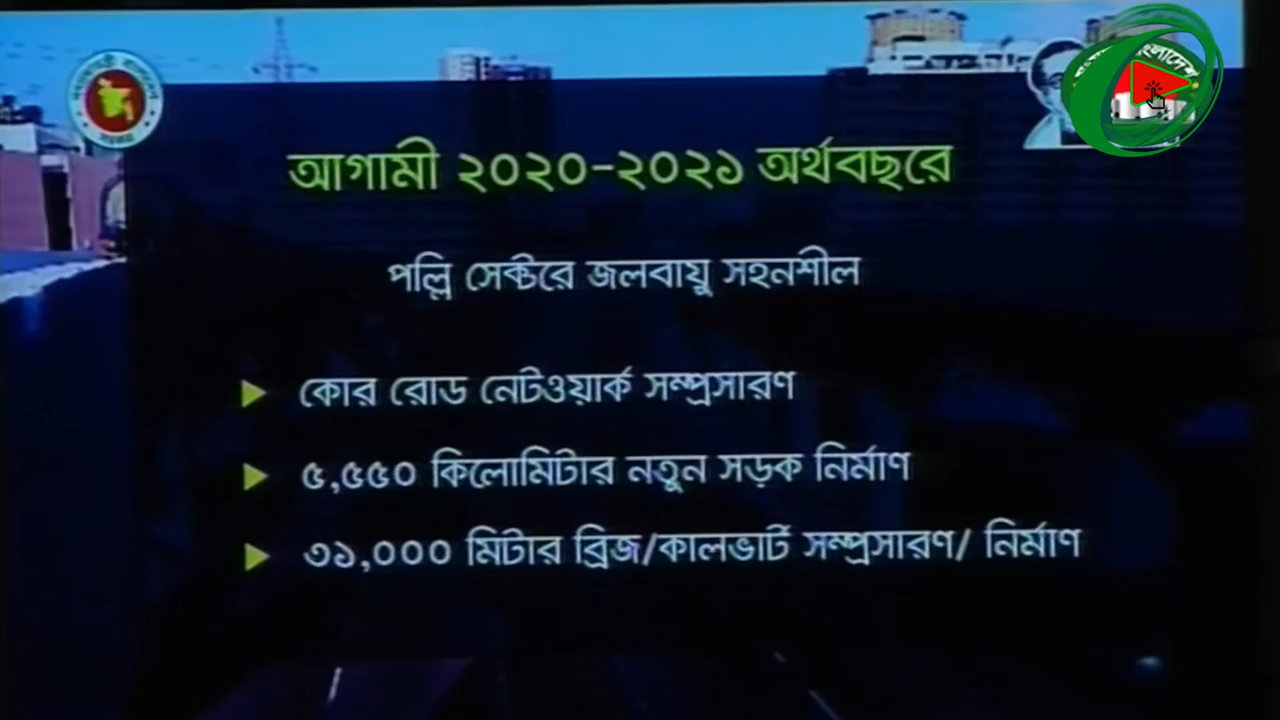 আগামী ২০২০-২০২১ অর্থবছরে
পল্লি সেক্টরে জলবায়ু সহনশীল
কোর রোড নেটওয়ার্ক সম্প্রসারণ
৫,৫৫০ কিলোমিটার নতুন সড়ক নির্মাণ
৩১,০০০ মিটার ব্রিজ/কালভার্ট সম্প্রসারণ/ নির্মাণ